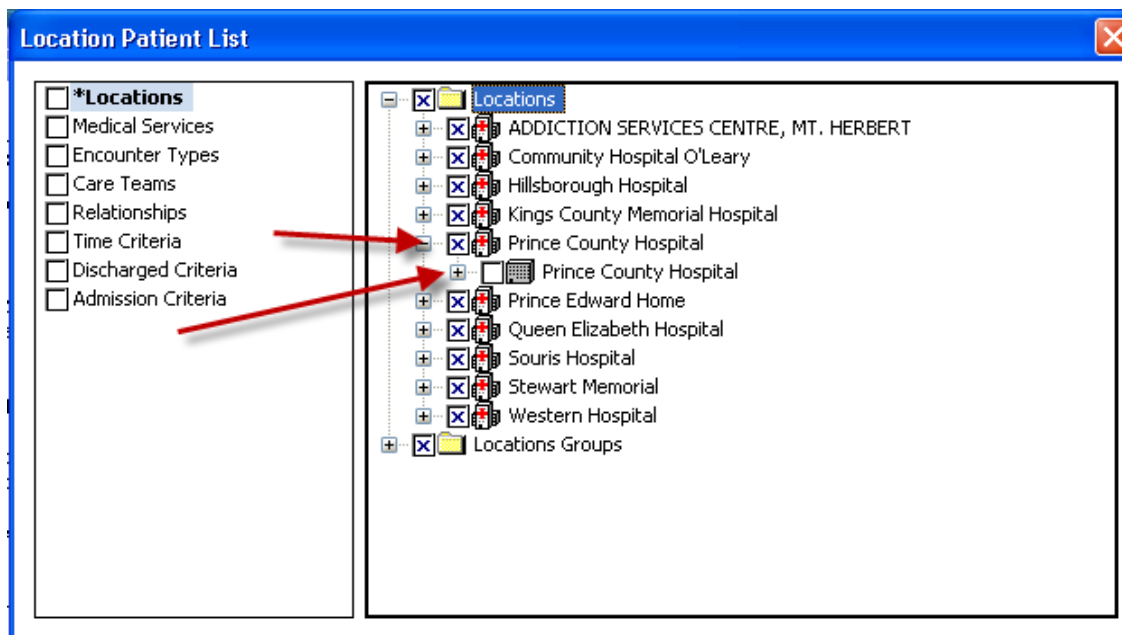 Location Patient List
*Locations
Medical Services
Encounter Types
Care Teams
Relationships
Time Criteria
Discharged Criteria
Admission Criteria
Locations
ADDICTION SERVICES CENTRE, MT. HERBERT
Community Hospital O'Leary
Hillsborough Hospital
Kings County Memorial Hospital
Prince County Hospital
Prince County Hospital
Prince Edward Home
Queen Elizabeth Hospital
Souris Hospital
Stewart Memorial
Western Hospital
Locations Groups